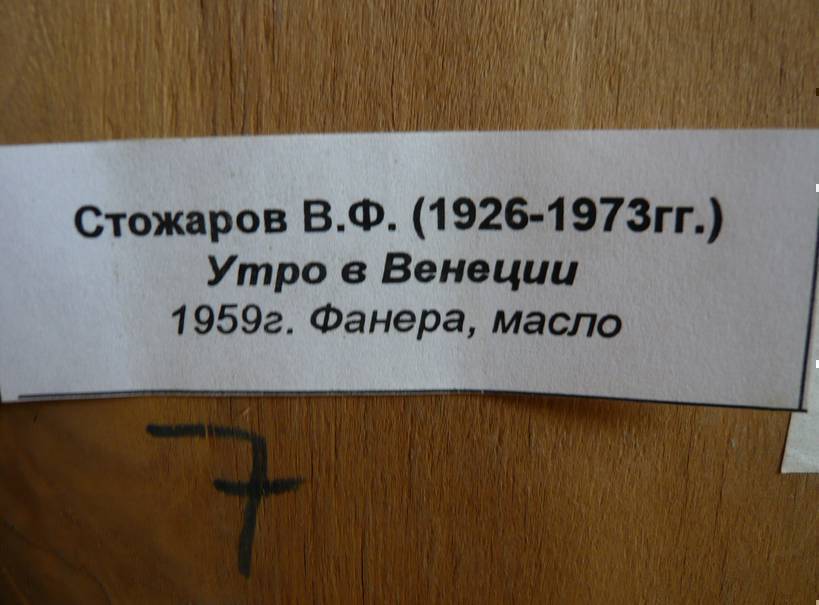 Стожаров В.Ф. (1926-1973гг.)
Утро в Венеции
1959г. Фанера, масло
7